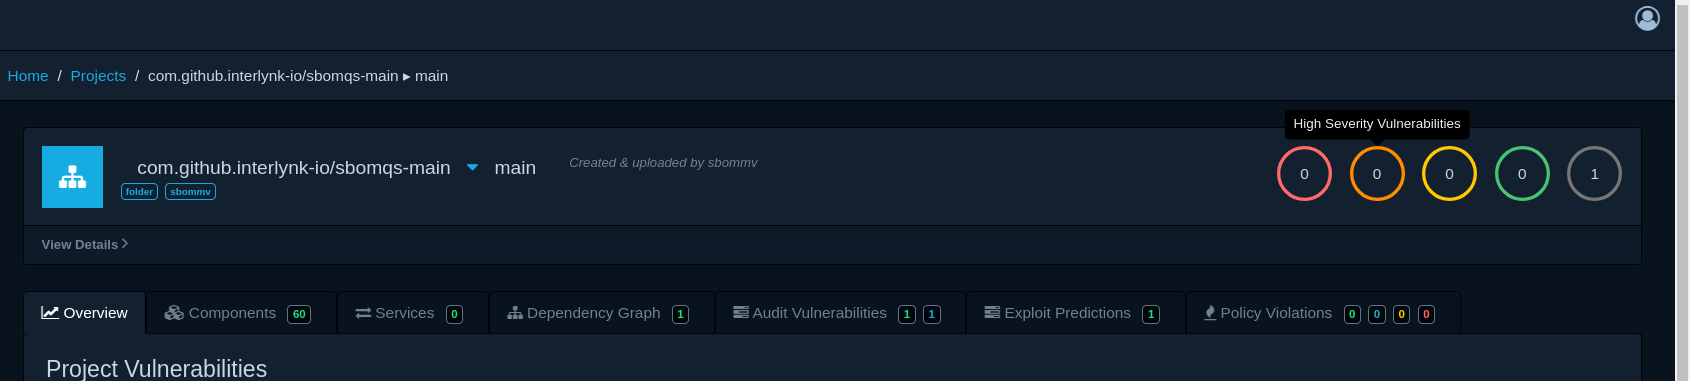 Home / Projects / com.github.interlynk-io/sbomqs-main ▸ main
High Severity Vulnerabilities
com.github.interlynk-io/sbomqs-main main Created & uploaded by sbommv
0 0 0 0 1
folder sbommv
View Details
Overview Components 60 Services 0 Dependency Graph 1 Audit Vulnerabilities 1 1 Exploit Predictions 1 Policy Violations 0 0 0 0
Project Vulnerabilities